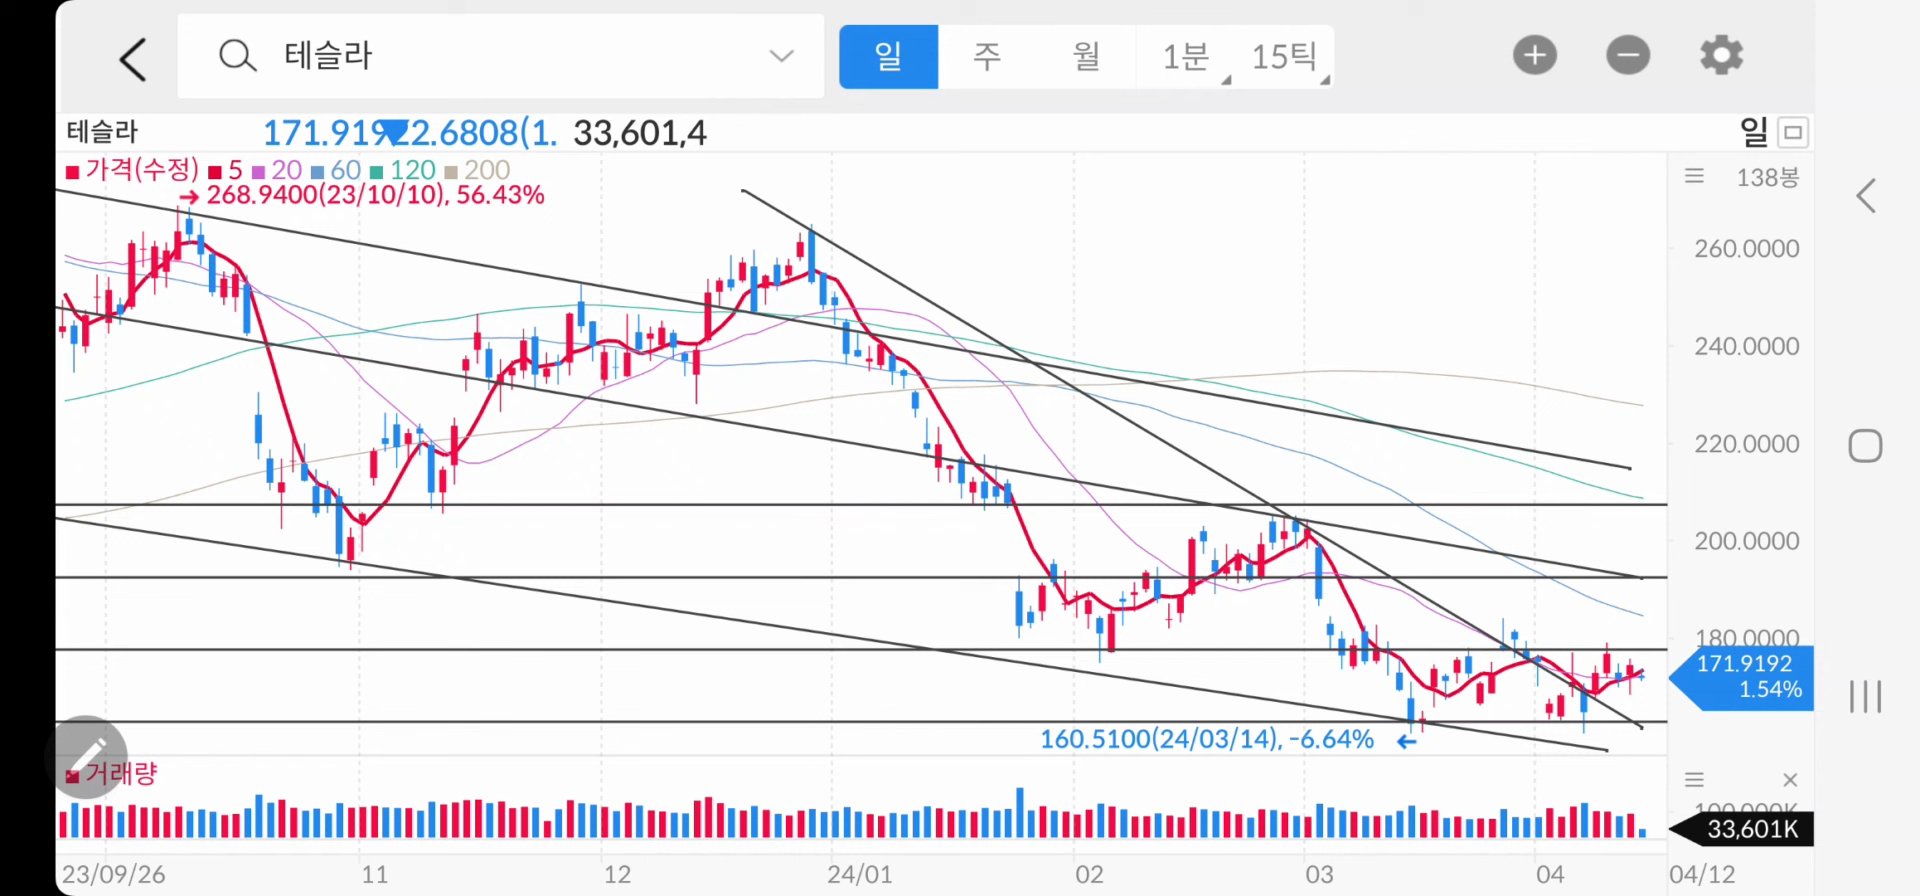 테슬라
일 주 월 1분 15틱
테슬라 171.9192 2.6808(1. 33,601,4 일
가격(수정) 5 20 60 120 200
138봉
268.9400(23/10/10), 56.43%
260.0000
240.0000
220.0000
200.0000
180.0000
171.9192
1.54%
160.5100(24/03/14), -6.64%
거래량
100,000K
33,601K
23/09/26 11 12 24/01 02 03 04 04/12